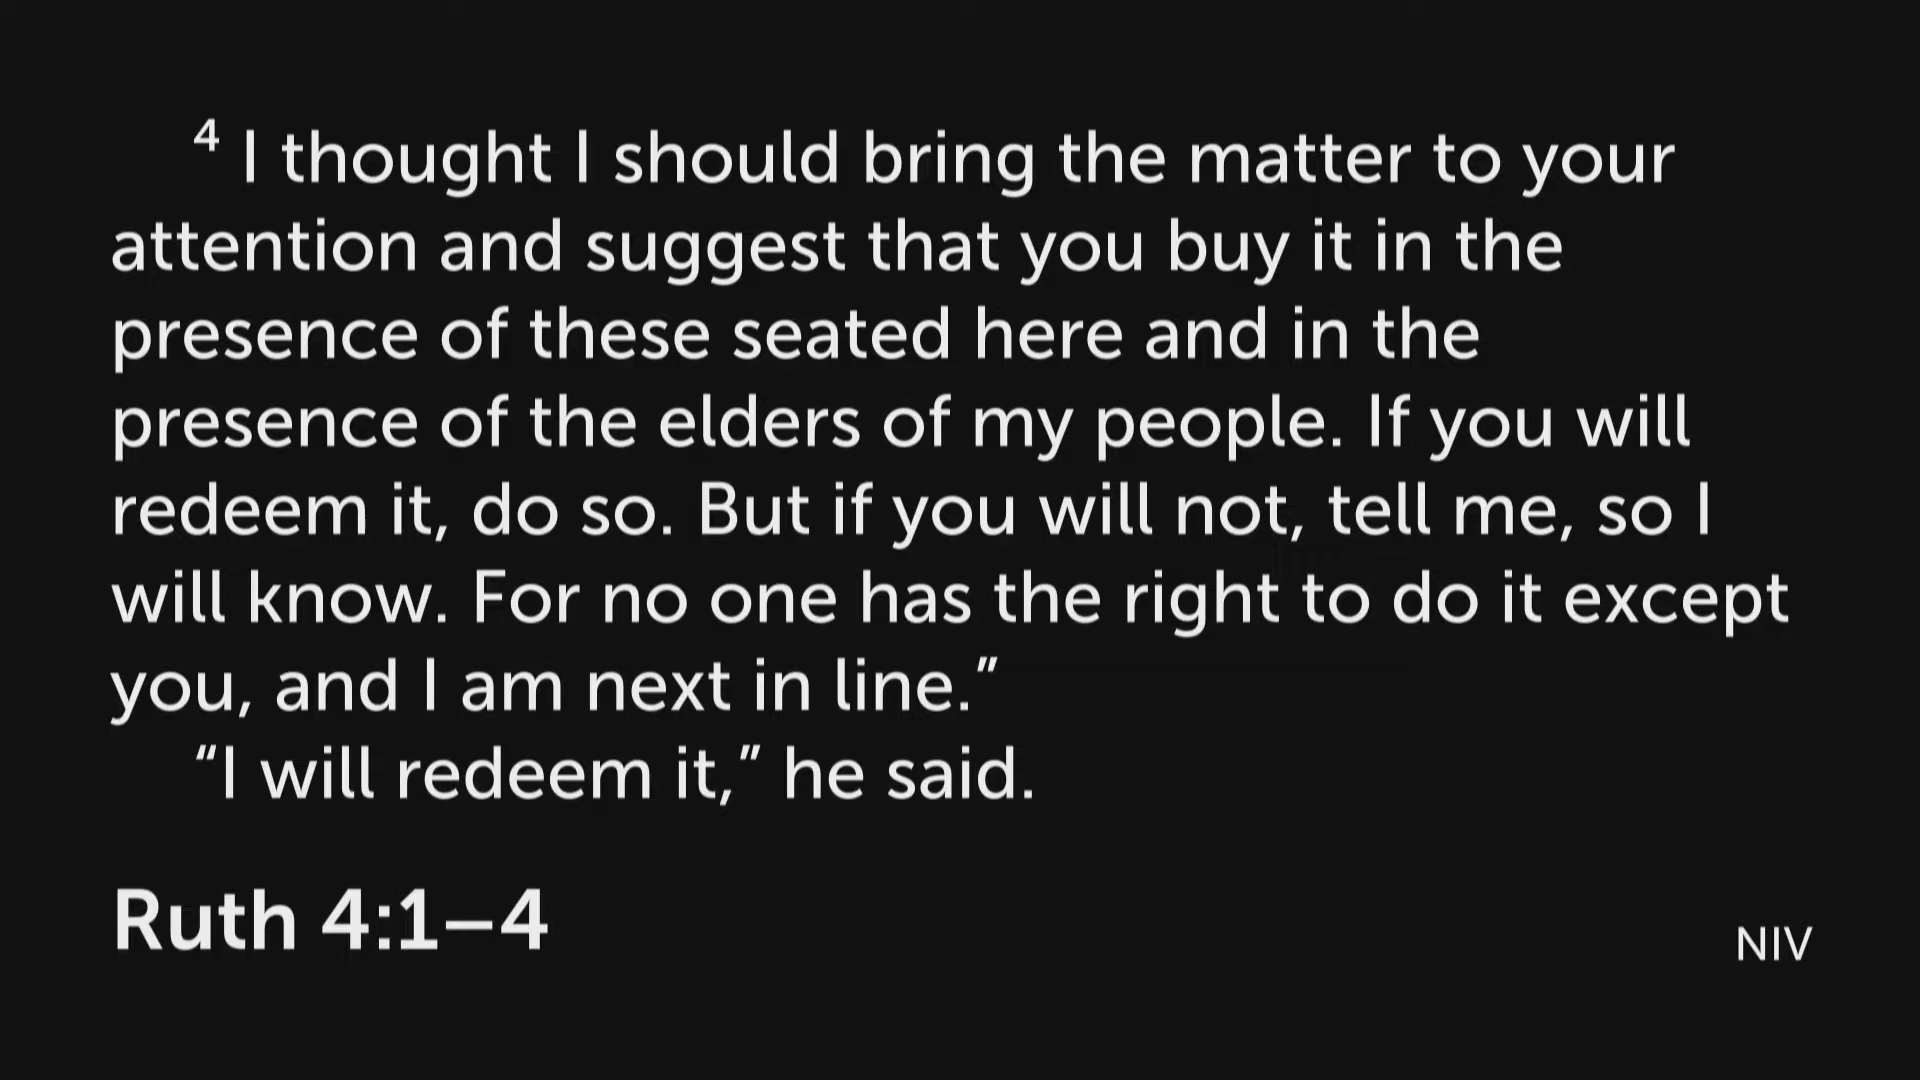 4 I thought I should bring the matter to your
attention and suggest that you buy it in the
presence of these seated here and in the
presence of the elders of my people. If you will
redeem it, do so. But if you will not, tell me, so I
will know. For no one has the right to do it except
you, and I am next in line.”
“I will redeem it,” he said.
Ruth 4:1–4
NIV